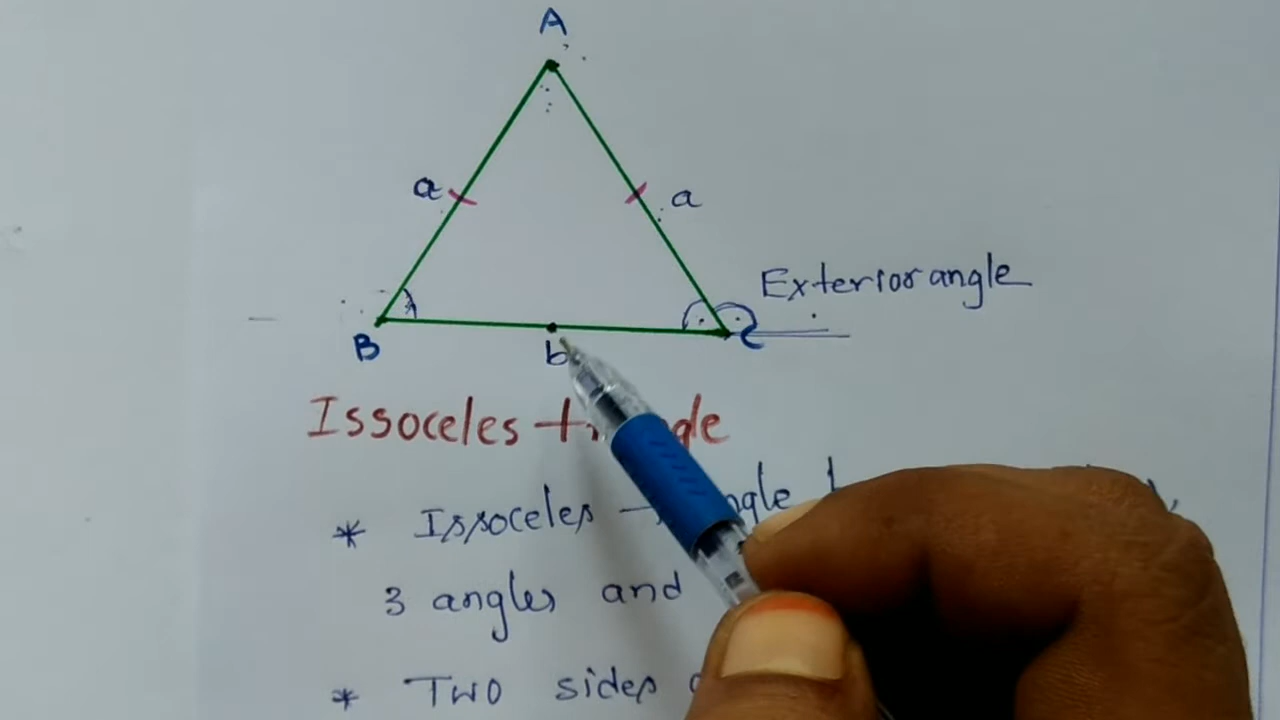 A
a a
Exterior angle
B b
Issoceles
Issoceles
3 angles and
* Two sides